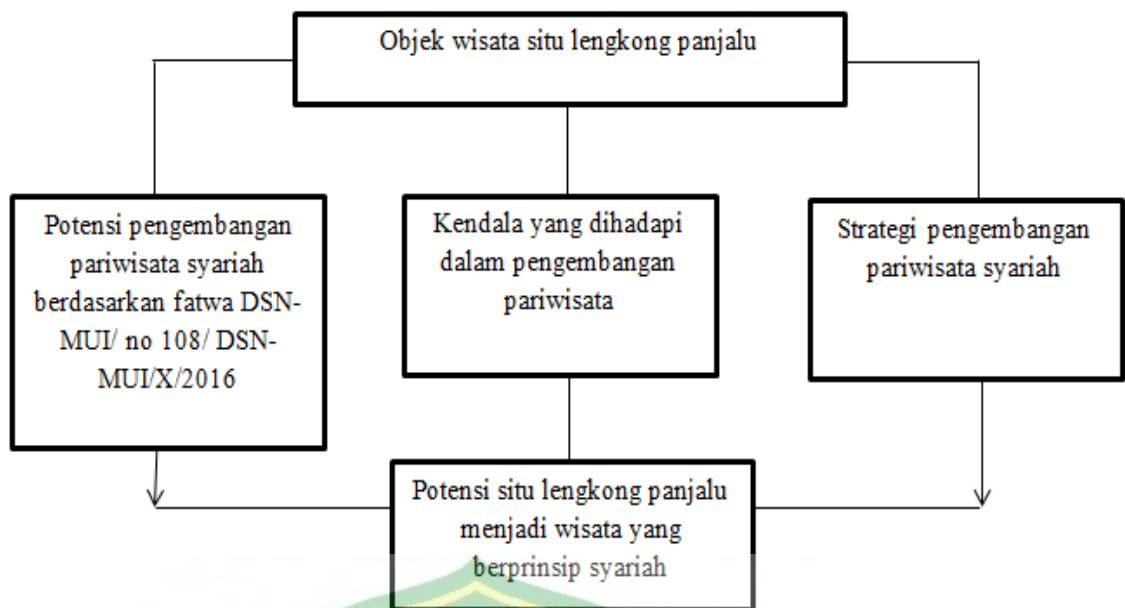 Objek wisata situ lengkong panjalu
Potensi pengembangan
pariwisata syariah
berdasarkan fatwa DSN-
MUI/ no 108/ DSN-
MUI/X/2016
Kendala yang dihadapi
dalam pengembangan
pariwisata
Strategi pengembangan
pariwisata syariah
Potensi situ lengkong panjalu
menjadi wisata yang
berprinsip syariah